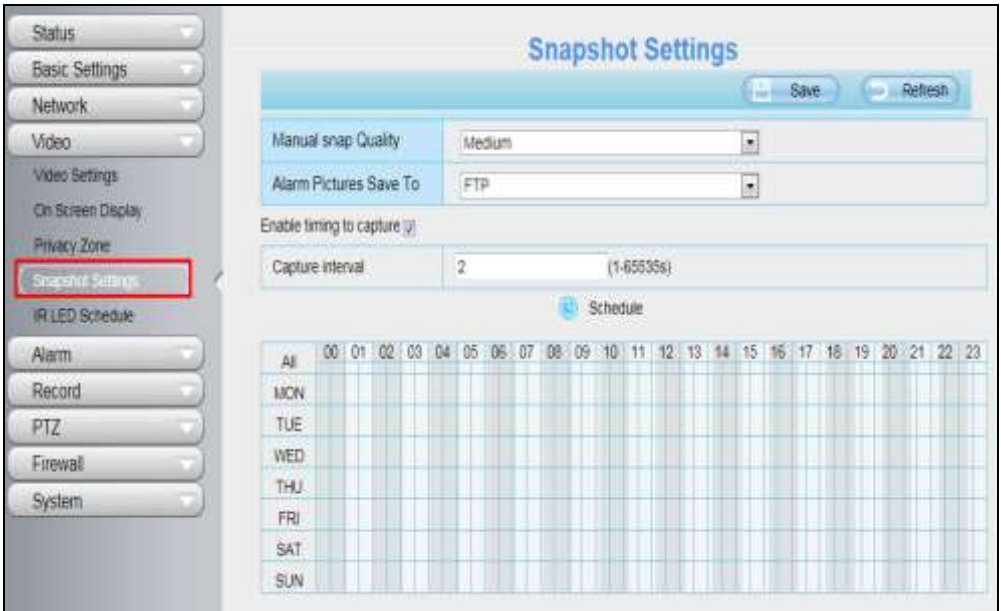 Status
Basic Settings
Network
Video
Video Settings
On Screen Display
Privacy Zone
Snapshot Settings
IR LED Schedule
Alarm
Record
PTZ
Firewall
System
Snapshot Settings
Save Refresh
Manual snap Quality Medium
Alarm Pictures Save To FTP
Enable timing to capture
Capture interval 2 (1-65535s)
Schedule
All 00 01 02 03 04 05 06 07 08 09 10 11 12 13 14 15 16 17 18 19 20 21 22 23
MON
TUE
WED
THU
FRI
SAT
SUN